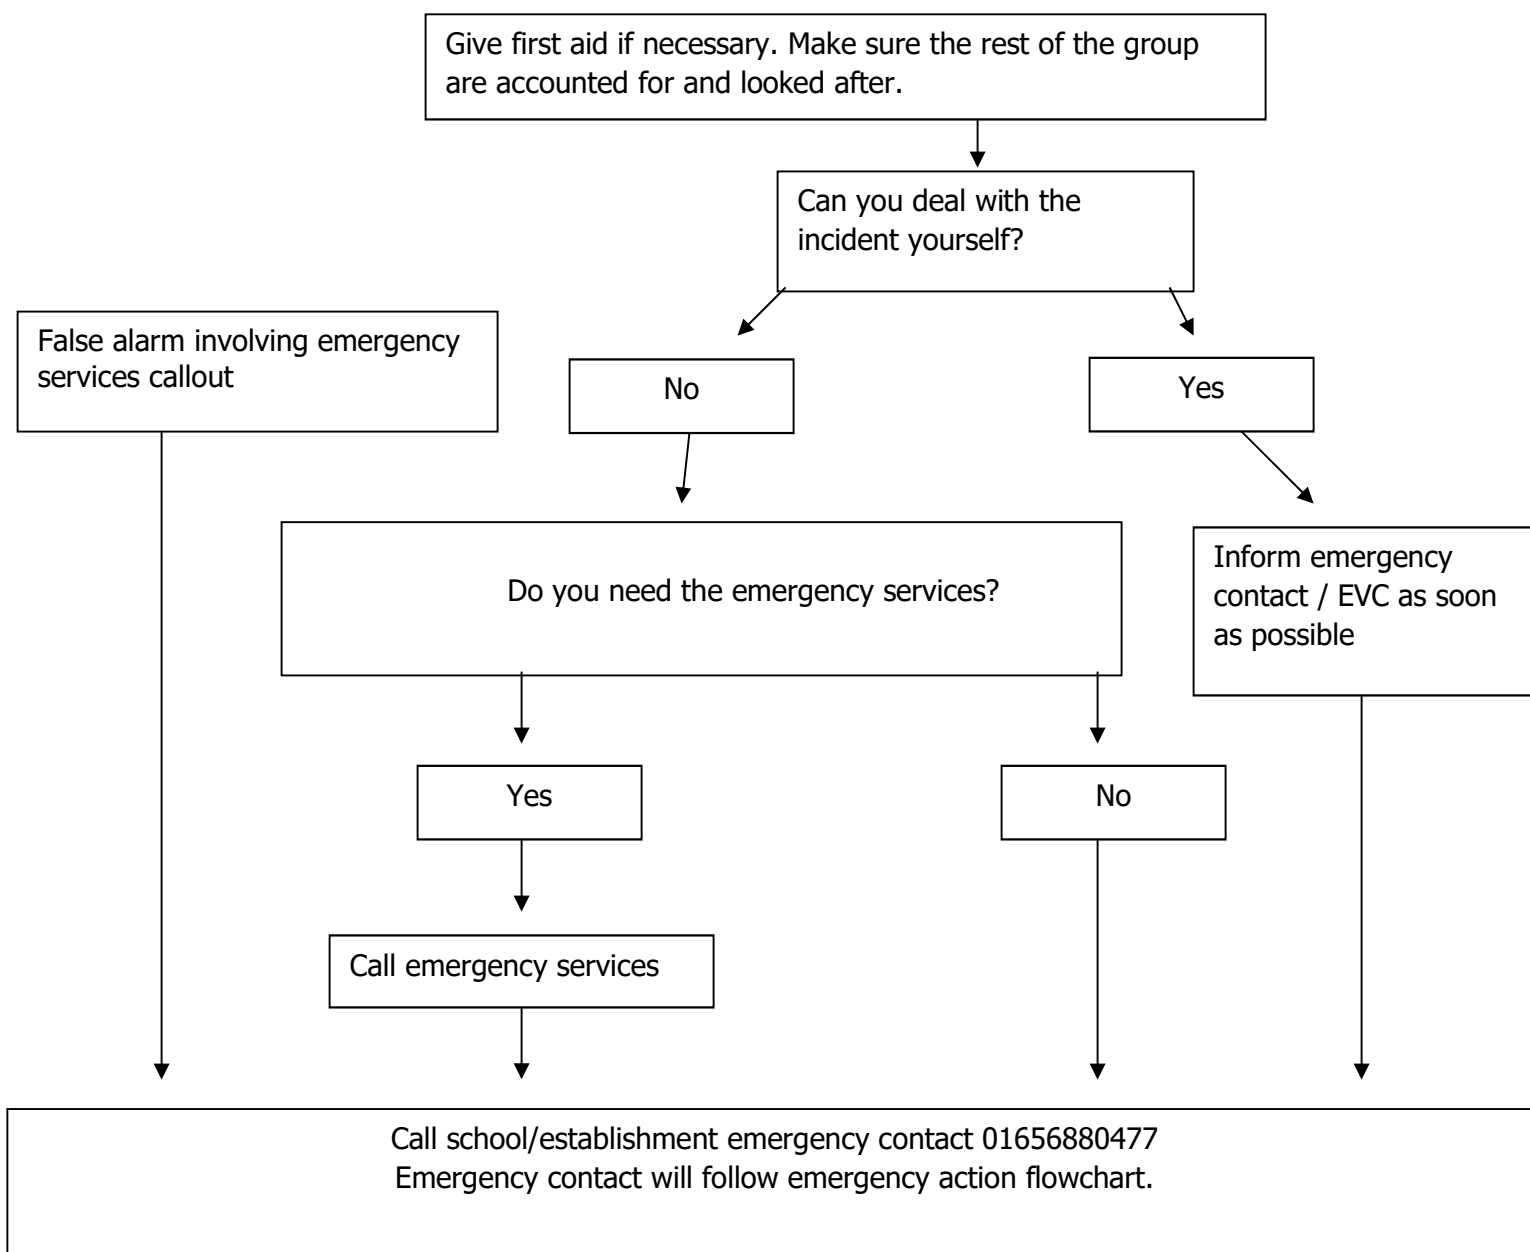 Give first aid if necessary. Make sure the rest of the group
are accounted for and looked after.
Can you deal with the
incident yourself?
False alarm involving emergency
services callout
No
Yes
Do you need the emergency services?
Inform emergency
contact / EVC as soon
as possible
Yes
No
Call emergency services
Call school/establishment emergency contact 01656880477
Emergency contact will follow emergency action flowchart.